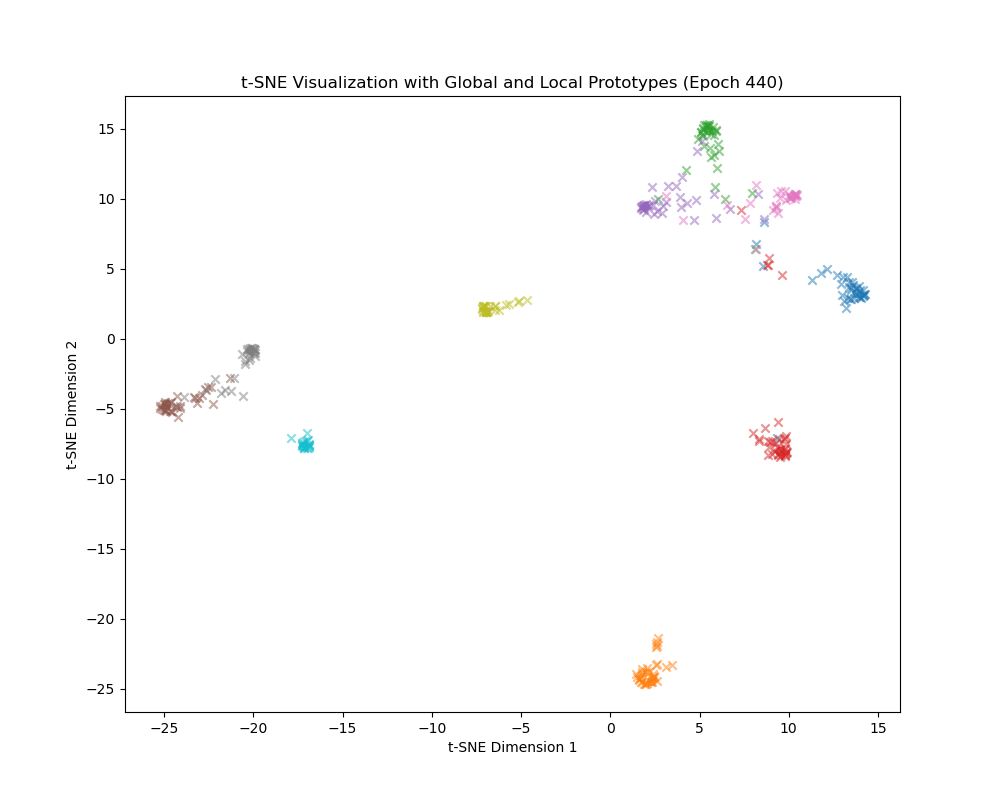 t-SNE Visualization with Global and Local Prototypes (Epoch 440)
15
10
5
0
−5
−10
−15
−20
−25
t-SNE Dimension 2
−25 −20 −15 −10 −5 0 5 10 15
t-SNE Dimension 1